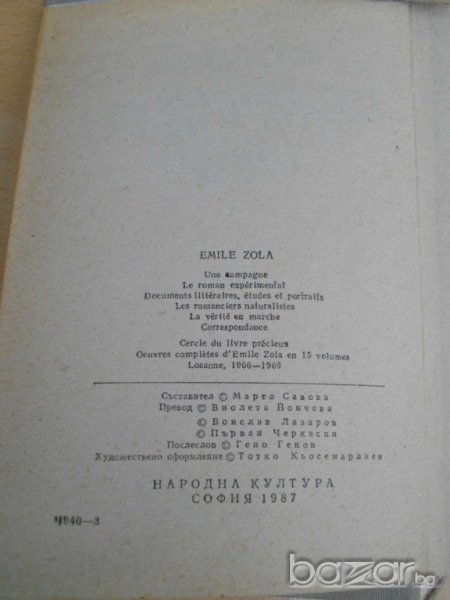 EMILE ZOLA
Une campagne
Le roman expérimental
Documents littéraires, études et portraits
Les romanciers naturalistes
La vérité en marche
Correspondance
Cercle du livre précieux
Oeuvres complètes d'Emile Zola en 15 volumes
Losanne, 1966—1969
Съставител © Марта Савова
Превод © Виолета Йончева
© Воислав Лазаров
© Първан Черкаски
Послеслов © Гено Генов
Художествено оформление © Тотко Кьосемарлиев
НАРОДНА КУЛТУРА
СОФИЯ 1987
Ч840—3
bazar.bg